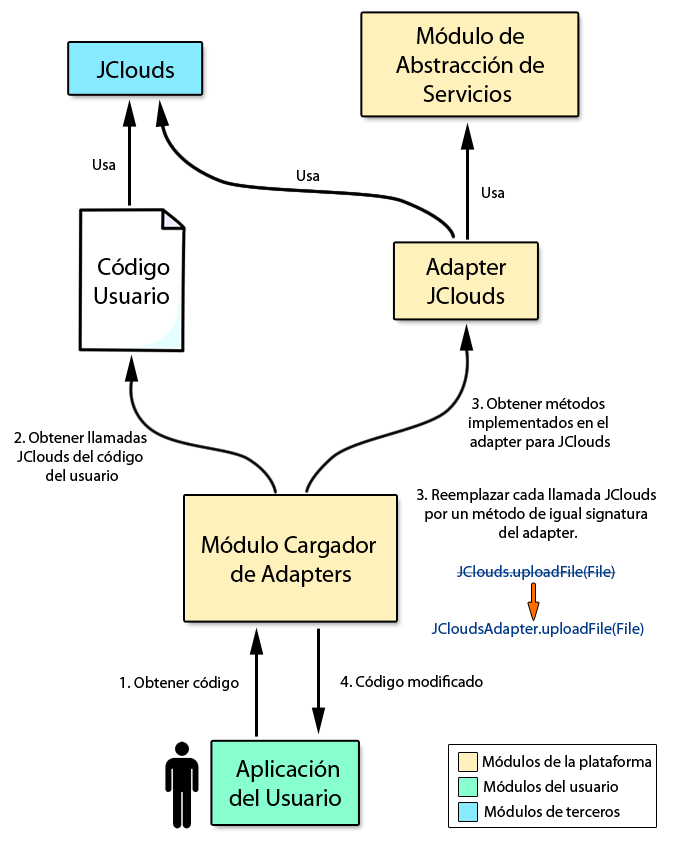 JClouds
Módulo de
Abstracción de
Servicios
Usa
Usa
Usa
Código
Usuario
Adapter
JClouds
2. Obtener llamadas
JClouds del código
del usuario
3. Obtener métodos
implementados en el
adapter para JClouds
Módulo Cargador
de Adapters
3. Reemplazar cada llamada JClouds
por un método de igual signatura
del adapter.
JClouds.uploadFile(File)
JCloudsAdapter.uploadFile(File)
1. Obtener código
4. Código modificado
Aplicación
del Usuario
Módulos de la plataforma
Módulos del usuario
Módulos de terceros